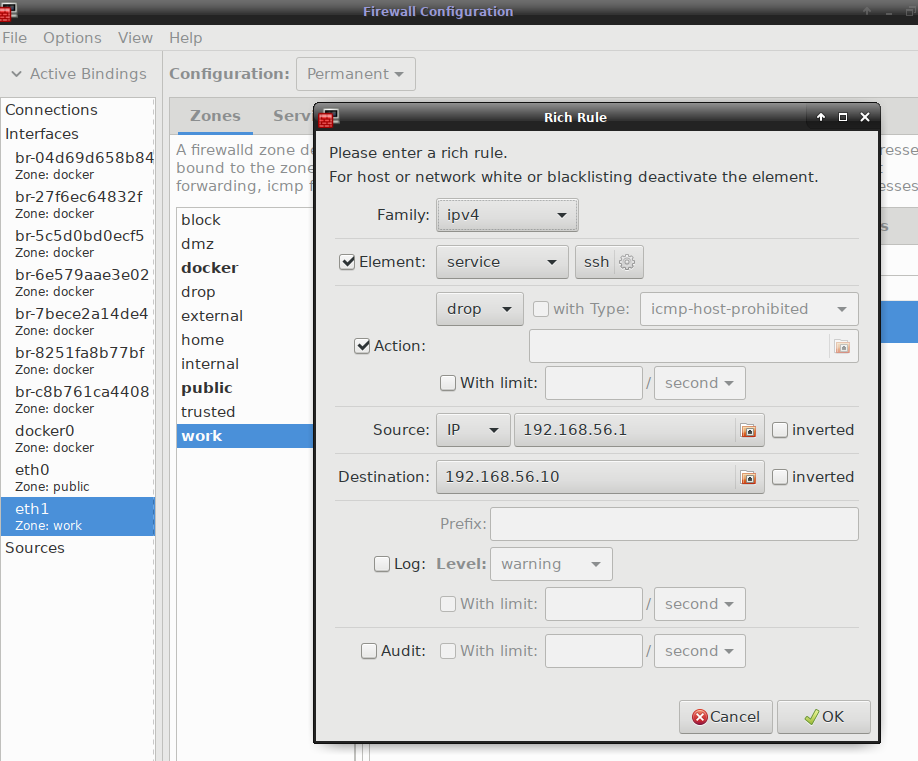 Firewall Configuration
File Options View Help
Active Bindings
Configuration: Permanent
Connections
Interfaces
br-04d69d658b84
Zone: docker
br-27f6ec64832f
Zone: docker
br-5c5d0bd0ecf5
Zone: docker
br-6e579aae3e02
Zone: docker
br-7bece2a14de4
Zone: docker
br-8251fa8b77bf
Zone: docker
br-c8b761ca4408
Zone: docker
docker0
Zone: docker
eth0
Zone: public
eth1
Zone: work
Sources
Zones Serv
A firewalld zone
bound to the zone
forwarding, icmp
block
dmz
docker
drop
external
home
internal
public
trusted
work
Rich Rule
Please enter a rich rule.
For host or network white or blacklisting deactivate the element.
Family: ipv4
Element: service ssh
drop with Type: icmp-host-prohibited
Action:
With limit: / second
Source: IP 192.168.56.1 inverted
Destination: 192.168.56.10 inverted
Prefix:
Log: Level: warning
With limit: / second
Audit: With limit: / second
Cancel OK